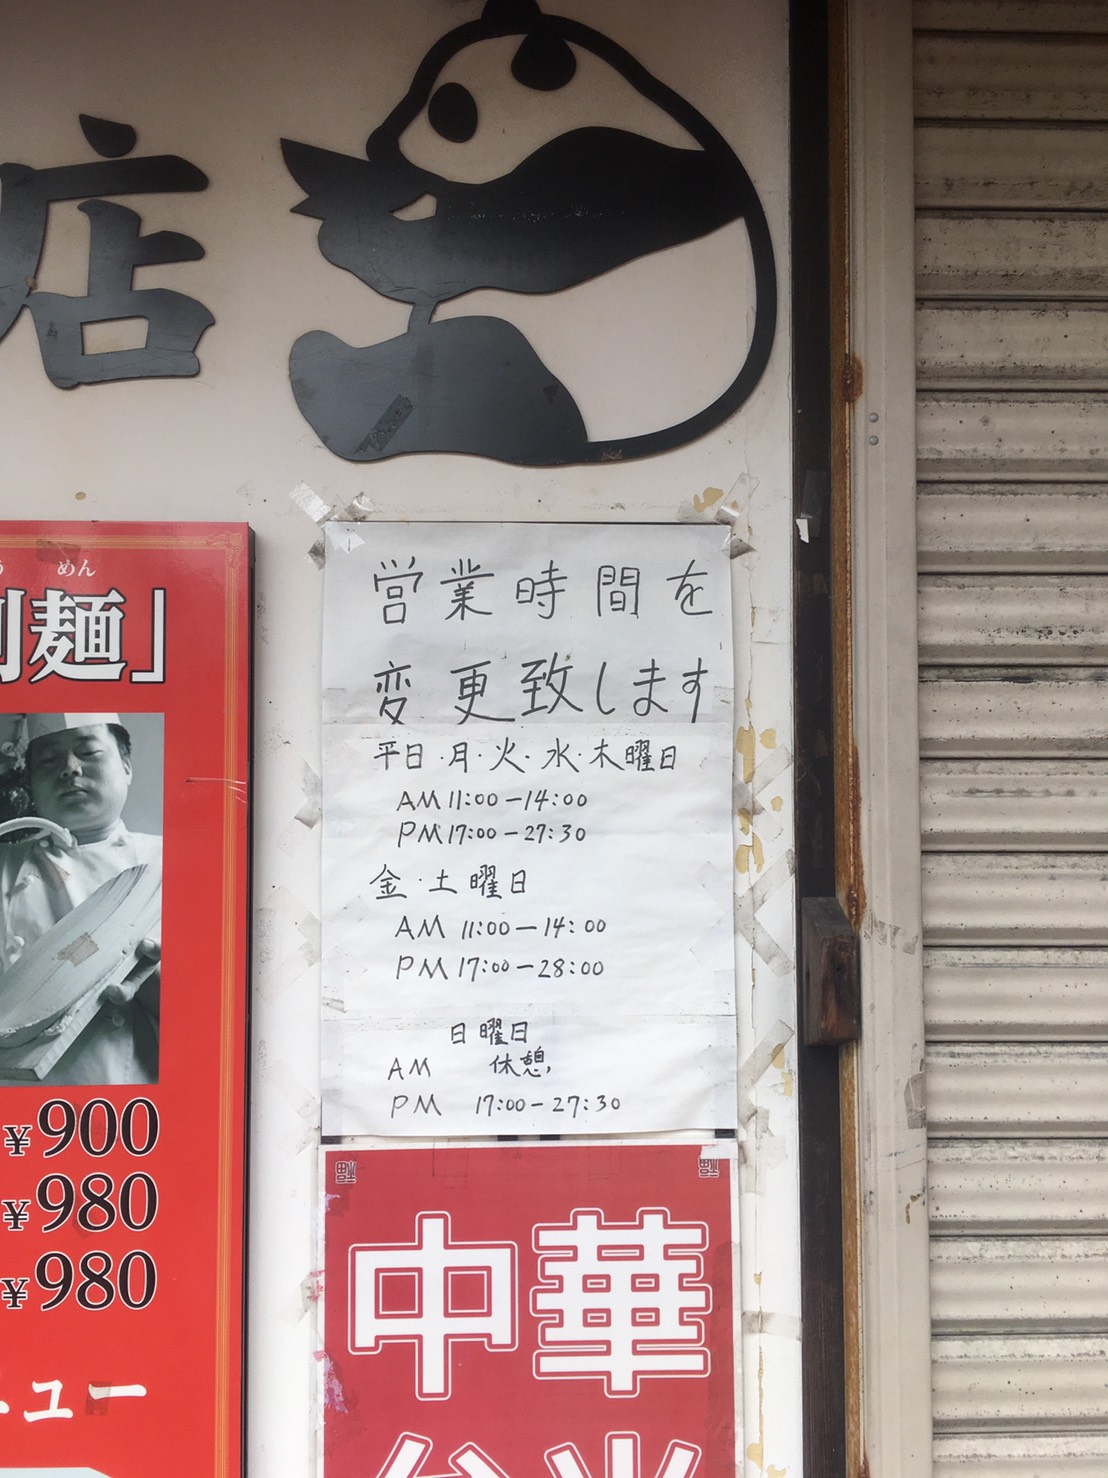 店
めん
削麺」
¥900
¥980
¥980
ニュー
営業時間を
変更致します
平日・月・火・水・木曜日
AM 11:00-14:00
PM 17:00-27:30
金・土曜日
AM 11:00-14:00
PM 17:00-28:00
日曜日
AM 休憩
PM 17:00-27:30
中華